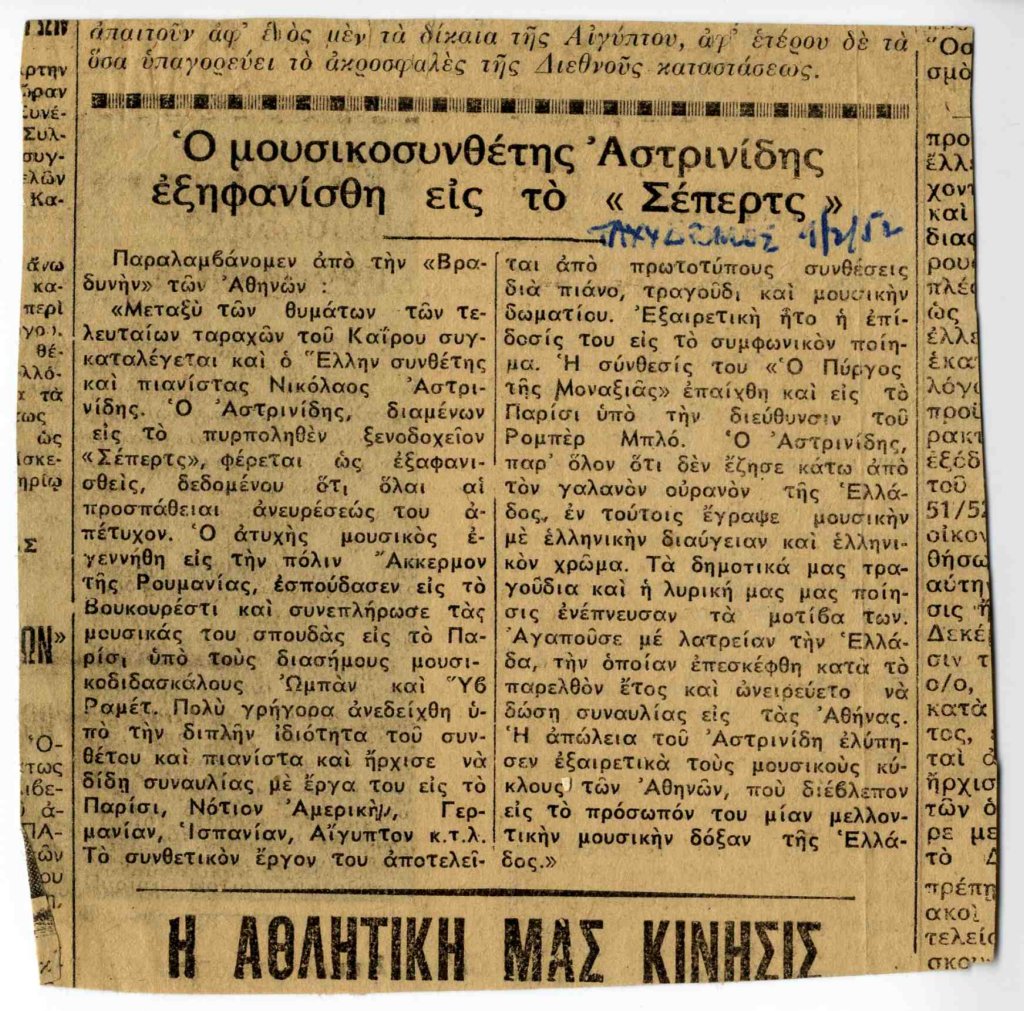 ἀπαιτοῦν ἀφ' ἑνὸς μὲν τὰ δίκαια τῆς Αἰγύπτου, ἀφ' ἑτέρου δὲ τὰ
ὅσα ὑπαγορεύει τὸ ἀκροσφαλὲς τῆς Διεθνοῦς καταστάσεως.
Ὁ μουσικοσυνθέτης Ἀστρινίδης
ἐξηφανίσθη εἰς τὸ « Σέπερτς »
ΤΑΧΥΔΡΟΜΟΣ 4/2/52
Παραλαμβάνομεν ἀπὸ τὴν «Βρα-
δυνὴν» τῶν Ἀθηνῶν :
«Μεταξὺ τῶν θυμάτων τῶν τε-
λευταίων ταραχῶν τοῦ Καΐρου συγ-
καταλέγεται καὶ ὁ Ἕλλην συνθέτης
καὶ πιανίστας Νικόλαος Ἀστρι-
νίδης. Ὁ Ἀστρινίδης, διαμένων
εἰς τὸ πυρποληθὲν ξενοδοχεῖον
«Σέπερτς», φέρεται ὡς ἐξαφανι-
σθεὶς, δεδομένου ὅτι ὅλαι αἱ
προσπάθειαι ἀνευρέσεώς του ἀ-
πέτυχον. Ὁ ἀτυχὴς μουσικὸς ἐ-
γεννήθη εἰς τὴν πόλιν Ἄκκερμον
τῆς Ρουμανίας, ἐσπούδασεν εἰς τὸ
Βουκουρέστι καὶ συνεπλήρωσε τὰς
μουσικάς του σπουδὰς εἰς τὸ Πα-
ρίσι ὑπὸ τοὺς διασήμους μουσι-
κοδιδασκάλους Ὠμπὰν καὶ Ὕβ
Ραμέτ. Πολὺ γρήγορα ἀνεδείχθη ὑ-
πὸ τὴν διπλῆν ἰδιότητα τοῦ συν-
θέτου καὶ πιανίστα καὶ ἤρχισε νὰ
δίδῃ συναυλίας μὲ ἔργα του εἰς τὸ
Παρίσι, Νότιον Ἀμερικὴν, Γερ-
μανίαν, Ἱσπανίαν, Αἴγυπτον κ.τ.λ.
Τὸ συνθετικὸν ἔργον του ἀποτελεῖ-
ται ἀπὸ πρωτοτύπους συνθέσεις
διὰ πιάνο, τραγοῦδι καὶ μουσικὴν
δωματίου. Ἐξαιρετικὴ ἦτο ἡ ἐπί-
δοσίς του εἰς τὸ συμφωνικὸν ποίη-
μα. Ἡ σύνθεσίς του «Ὁ Πύργος
τῆς Μοναξιᾶς» ἐπαίχθη καὶ εἰς τὸ
Παρίσι ὑπὸ τὴν διεύθυνσιν τοῦ
Ρομπὲρ Μπλό. Ὁ Ἀστρινίδης,
παρ' ὅλον ὅτι δὲν ἔζησε κάτω ἀπὸ
τὸν γαλανὸν οὐρανὸν τῆς Ἑλλά-
δος, ἐν τούτοις ἔγραψε μουσικὴν
μὲ ἑλληνικὴν διαύγειαν καὶ ἑλληνι-
κὸν χρῶμα. Τὰ δημοτικά μας τρα-
γούδια καὶ ἡ λυρική μας μας ποίη-
σις ἐνέπνευσαν τὰ μοτίβα των.
Ἀγαποῦσε μέ λατρείαν τὴν Ἑλλά-
δα, τὴν ὁποίαν ἐπεσκέφθη κατὰ τὸ
παρελθὸν ἔτος καὶ ὠνειρεύετο νὰ
δώση συναυλίας εἰς τὰς Ἀθήνας.
Ἡ ἀπώλεια τοῦ Ἀστρινίδη ἐλύπη-
σεν ἐξαιρετικὰ τοὺς μουσικοὺς κύ-
κλους τῶν Ἀθηνῶν, ποὺ διέβλεπον
εἰς τὸ πρόσωπόν του μίαν μελλον-
τικὴν μουσικὴν δόξαν τῆς Ἑλλά-
δος.»
Η ΑΘΛΗΤΙΚΗ ΜΑΣ ΚΙΝΗΣΙΣ